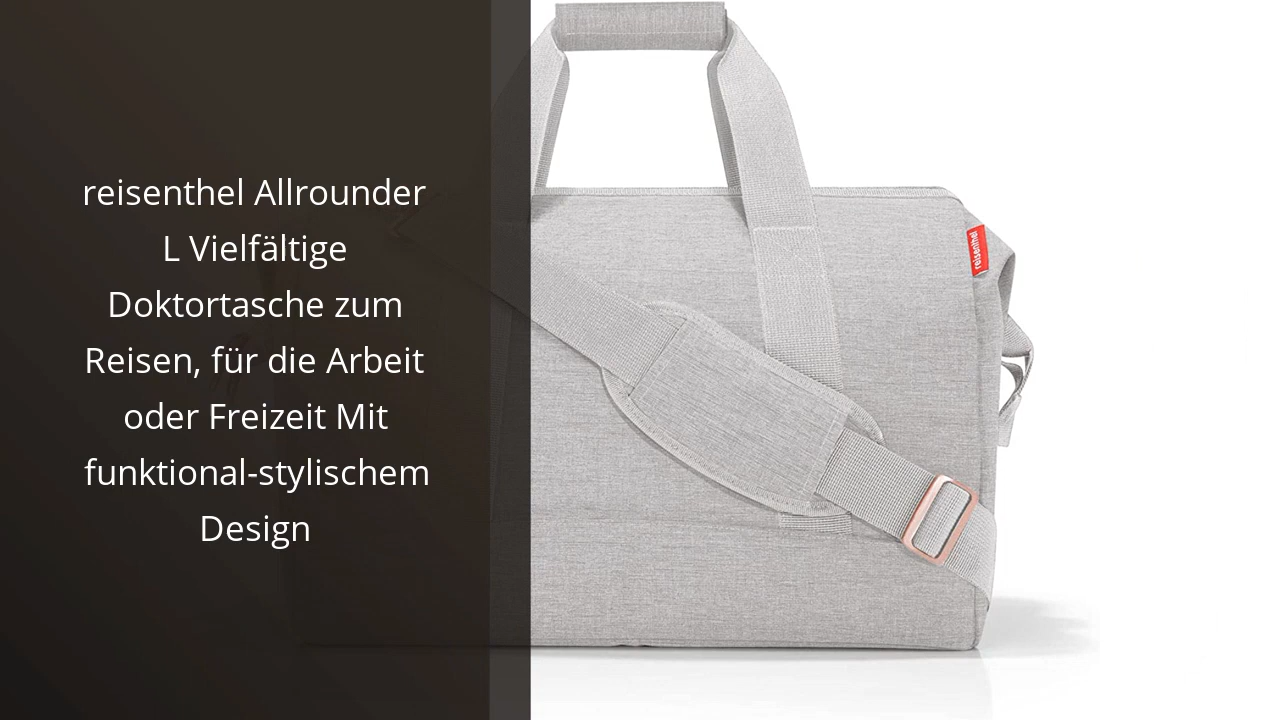 reisenthel Allrounder
L Vielfältige
Doktortasche zum
Reisen, für die Arbeit
oder Freizeit Mit
funktional-stylischem
Design
reisenthel